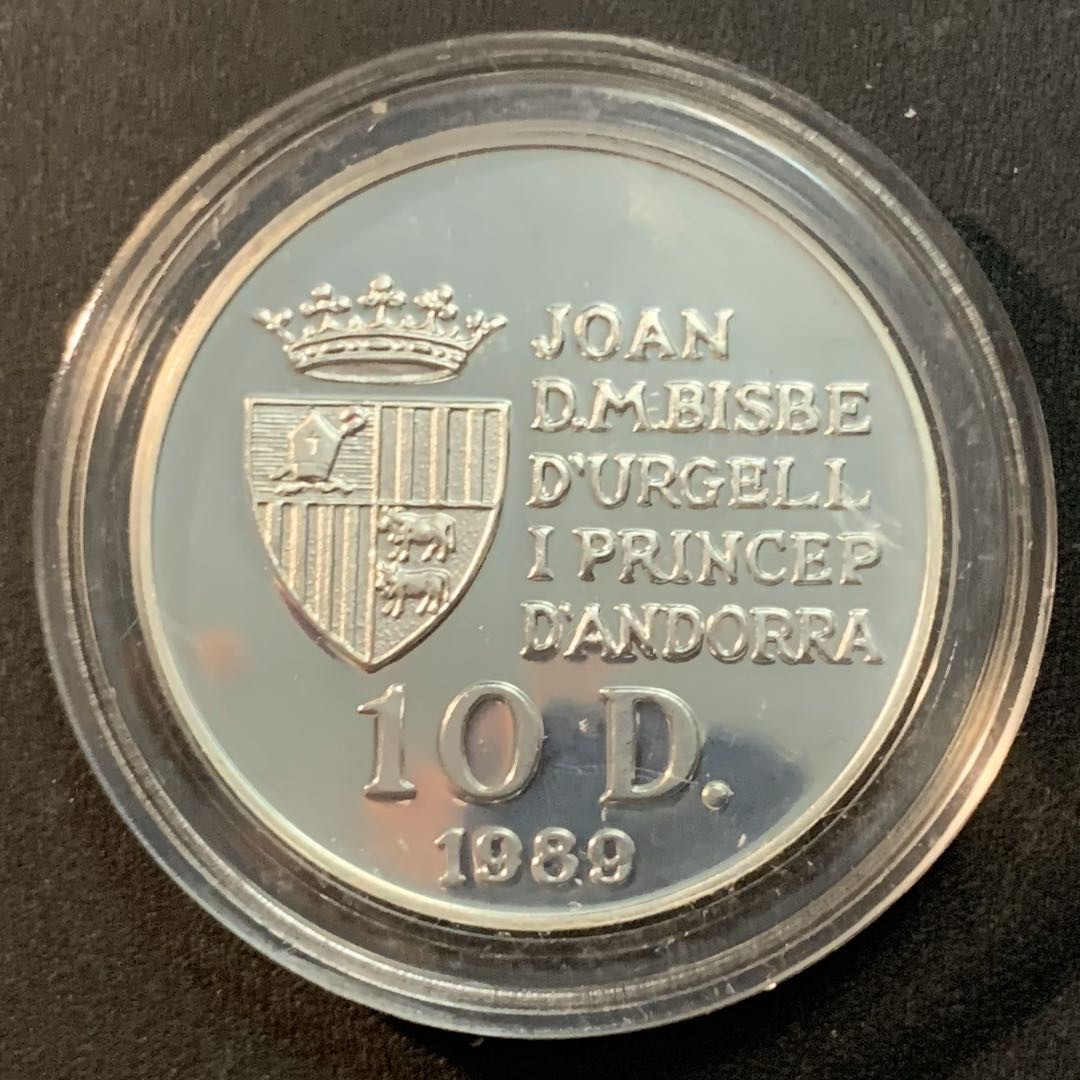 JOAN
D.M.BISBE
D'URGELL
I PRINCEP
D'ANDORRA
10 D.
1989